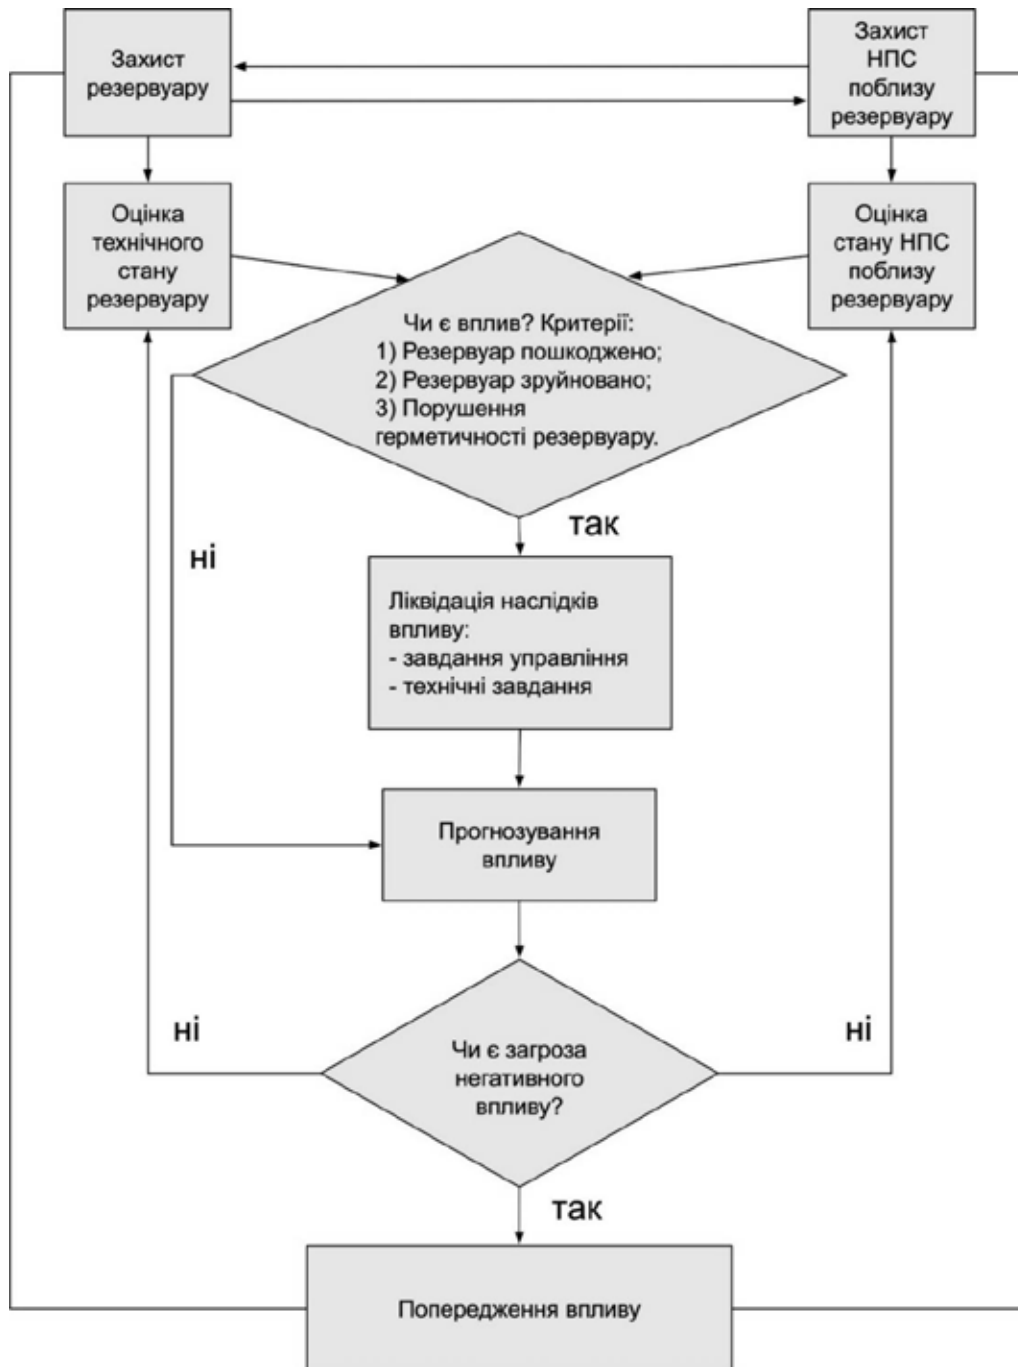 Захист
резервуару
Захист
НПС
поблизу
резервуару
Оцінка
технічного
стану
резервуару
Оцінка
стану НПС
поблизу
резервуару
Чи є вплив? Критерії:
1) Резервуар пошкоджено;
2) Резервуар зруйновано;
3) Порушення
герметичності резервуару.
так
ні
Ліквідація наслідків
впливу:
- завдання управління
- технічні завдання
Прогнозування
впливу
ні
ні
Чи є загроза
негативного
впливу?
так
Попередження впливу